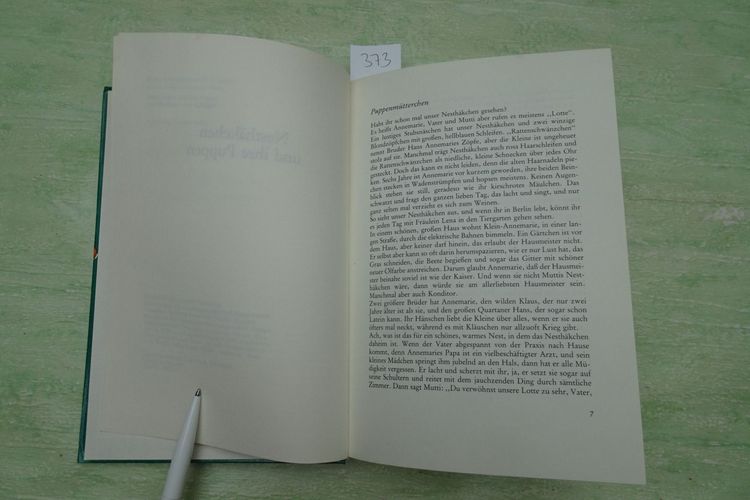 373
Nesthäkchen
und ihre Puppen
Puppenmütterchen
Habt ihr schon mal unser Nesthäkchen gesehen?
Es heißt Annemarie, Vater und Mutti aber rufen es meistens „Lotte“.
Ein lustiges Stubsnäschen hat unser Nesthäkchen und zwei winzige
Blondzöpfchen mit großen, hellblauen Schleifen. „Rattenschwänzchen“
nennt Bruder Hans Annemaries Zöpfe, aber die Kleine ist ungeheuer
stolz auf sie. Manchmal trägt Nesthäkchen auch rosa Haarschleifen und
die Rattenschwänzchen als niedliche, kleine Schnecken über jedes Ohr
gesteckt. Doch das kann es nicht leiden, denn die alten Haarnadeln pie-
ken. Sechs Jahre ist Annemarie vor kurzem geworden, ihre beiden Bein-
chen stecken in Wadenstrümpfen und hopsen meistens. Keinen Augen-
blick stehen sie still, geradeso wie ihr kirschrotes Mäulchen. Das
schwatzt und fragt den ganzen lieben Tag, das lacht und singt, und nur
ganz selten mal verzieht es sich zum Weinen.
So sieht unser Nesthäkchen aus, und wenn ihr in Berlin lebt, könnt ihr
es jeden Tag mit Fräulein Lena in den Tiergarten gehen sehen.
In einem schönen, großen Haus wohnt Klein-Annemarie, in einer lan-
gen Straße, durch die elektrische Bahnen bimmeln. Ein Gärtchen ist vor
dem Haus, aber keiner darf hinein, das erlaubt der Hausmeister nicht.
Er selbst aber kann so oft darin herumspazieren, wie er nur Lust hat, das
Gras schneiden, die Beete begießen und sogar das Gitter mit schöner
neuer Ölfarbe anstreichen. Darum glaubt Annemarie, daß der Hausmei-
ster beinahe soviel ist wie der Kaiser. Und wenn sie nicht Muttis Nest-
häkchen wäre, dann würde sie am allerliebsten Hausmeister sein.
Manchmal aber auch Konditor.
Zwei größere Brüder hat Annemarie, den wilden Klaus, der nur zwei
Jahre älter ist als sie, und den großen Quartaner Hans, der sogar schon
Latein kann. Ihr Hänschen liebt die Kleine über alles, wenn er sie auch
öfters mal neckt, während es mit Kläuschen nur allzuoft Krieg gibt.
Ach, was ist das für ein schönes, warmes Nest, in dem das Nesthäkchen
daheim ist. Wenn der Vater abgespannt von der Praxis nach Hause
kommt, denn Annemaries Papa ist ein vielbeschäftigter Arzt, und sein
kleines Mädchen springt ihm jubelnd an den Hals, dann hat er alle Mü-
digkeit vergessen. Er lacht und scherzt mit ihr, ja, er setzt sie sogar auf
seine Schultern und reitet mit dem jauchzenden Ding durch sämtliche
Zimmer. Dann sagt Mutti: „Du verwöhnst unsere Lotte zu sehr, Vater,
7